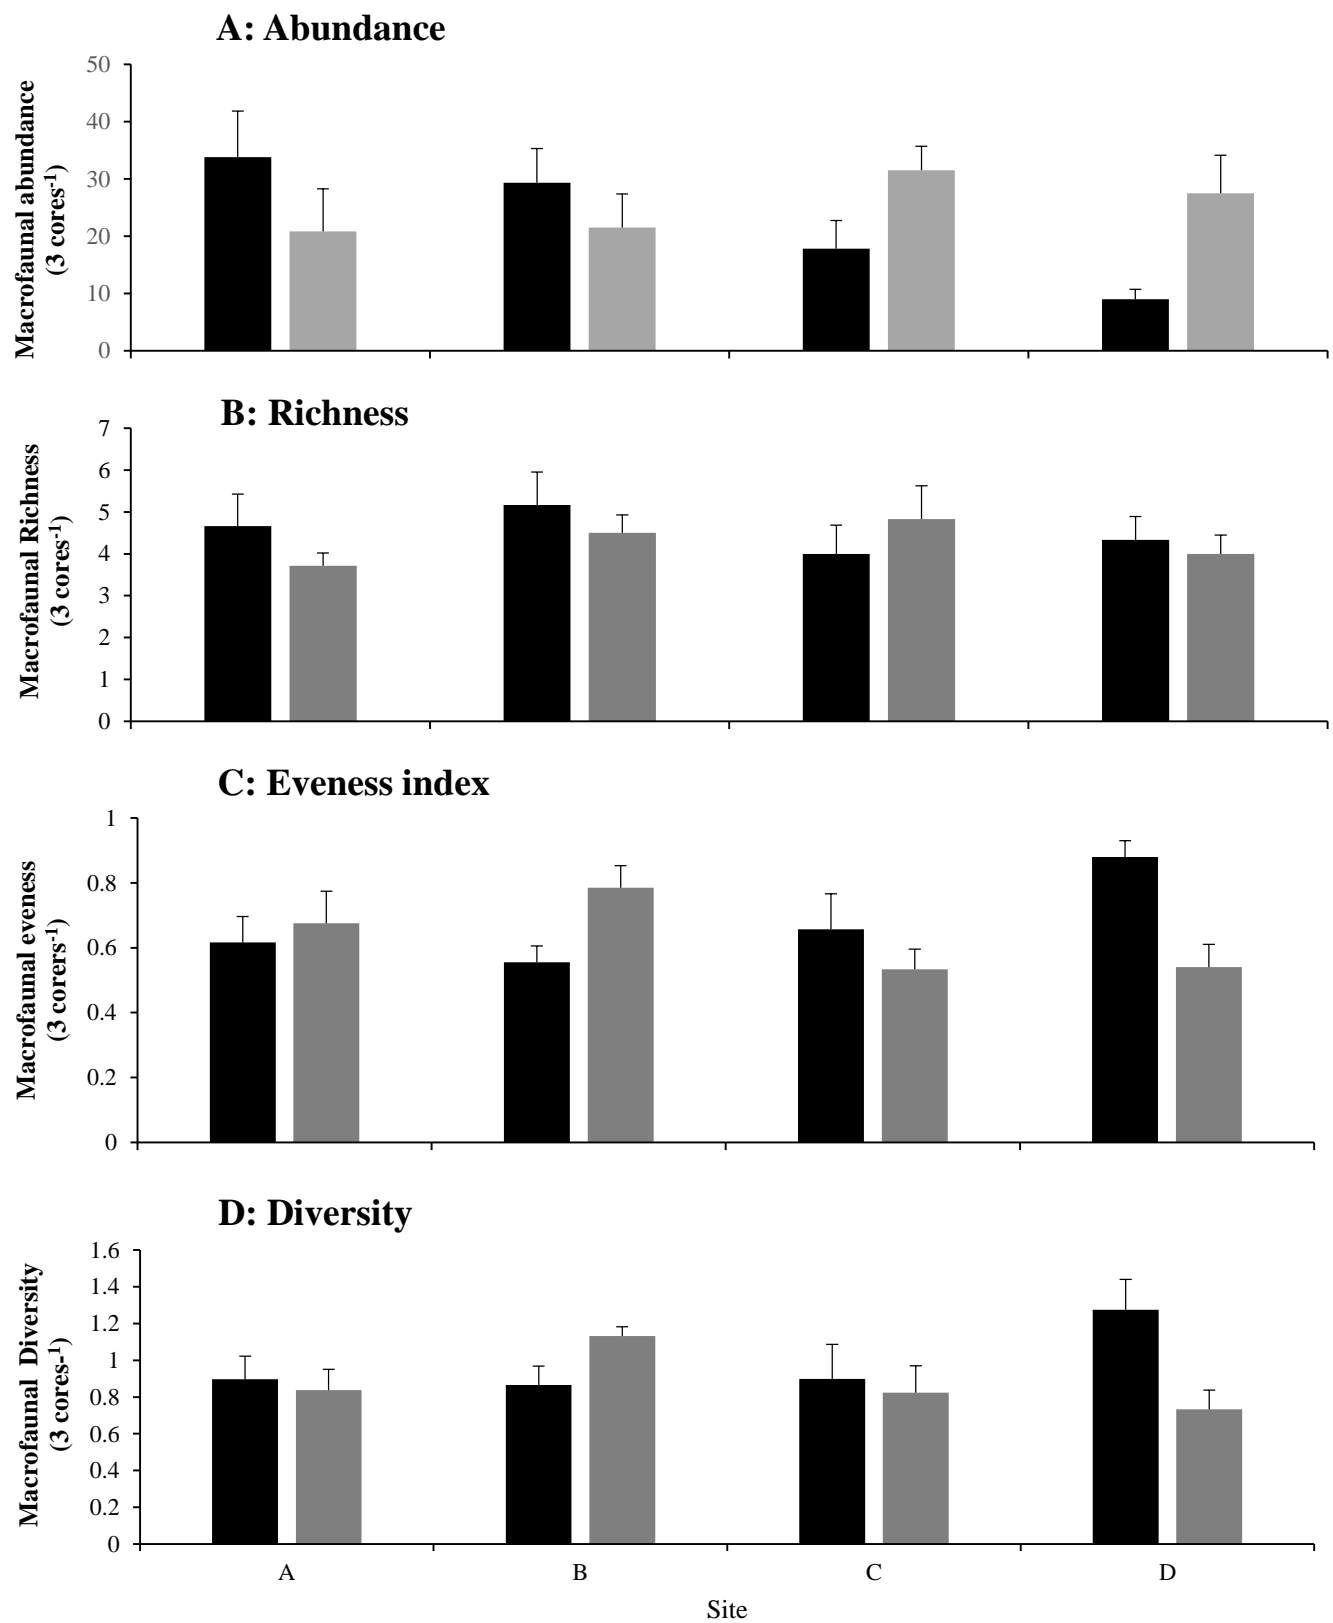 A: Abundance
Macrofaunal abundance
(3 cores-1)
50
40
30
20
10
0
B: Richness
Macrofaunal Richness
(3 cores-1)
7
6
5
4
3
2
1
0
C: Eveness index
Macrofaunal eveness
(3 corers-1)
1
0.8
0.6
0.4
0.2
0
D: Diversity
Macrofaunal Diversity
(3 cores-1)
1.6
1.4
1.2
1
0.8
0.6
0.4
0.2
0
A B C D
Site